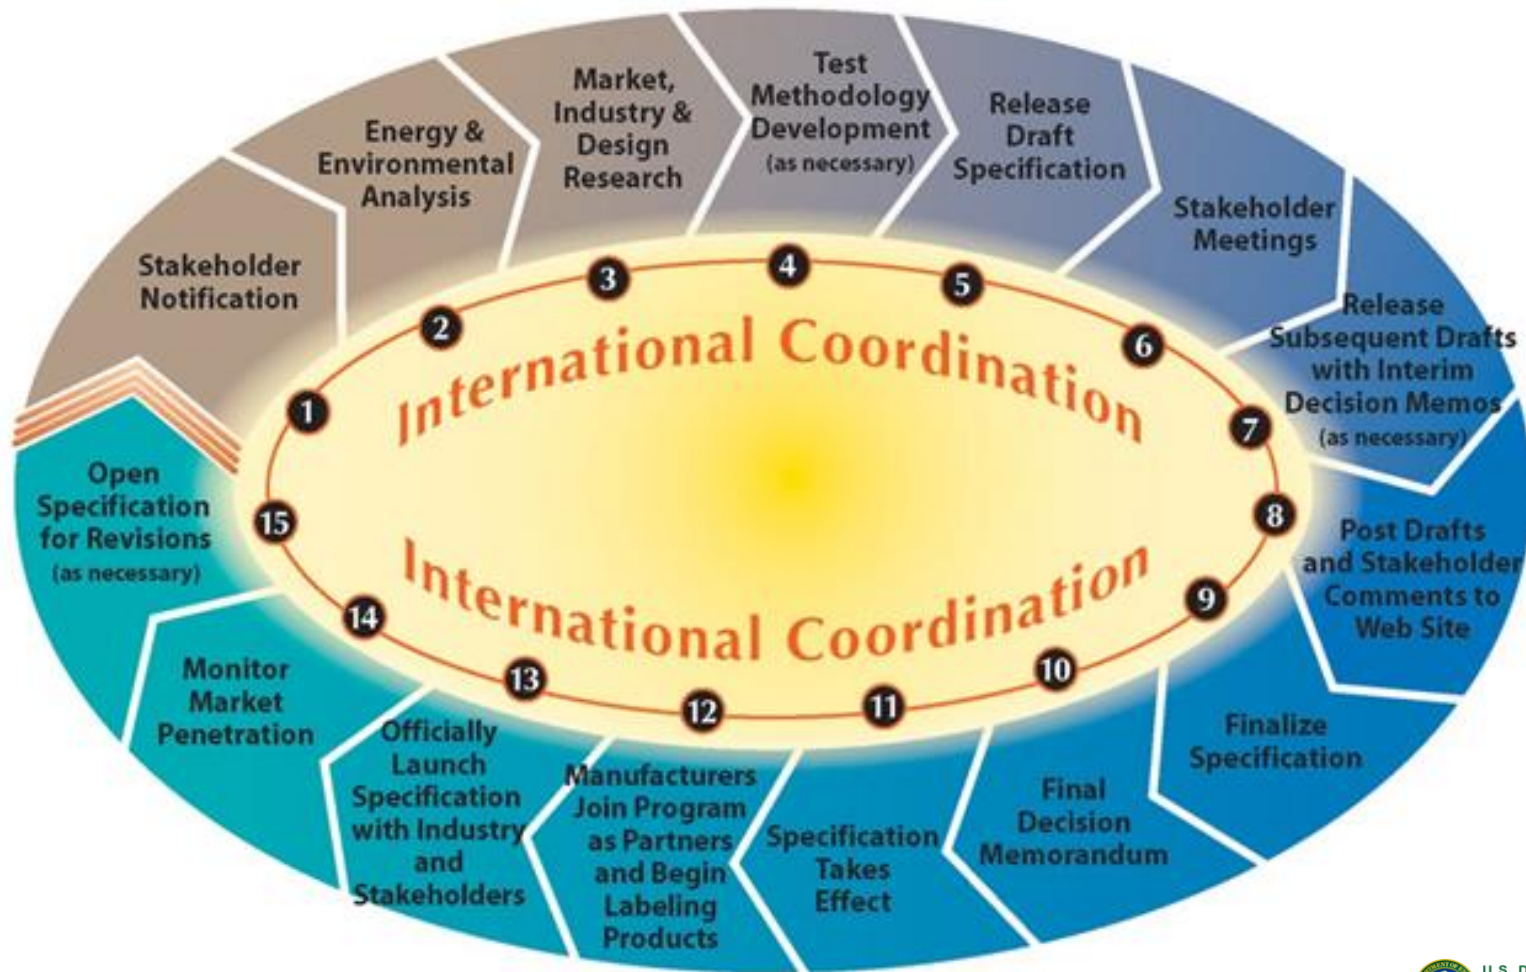 Stakeholder
Notification
Energy &
Environmental
Analysis
Market,
Industry &
Design
Research
Test
Methodology
Development
(as necessary)
Release
Draft
Specification
Stakeholder
Meetings
Release
Subsequent Drafts
with Interim
Decision Memos
(as necessary)
Post Drafts
and Stakeholder
Comments to
Web Site
Finalize
Specification
Final
Decision
Memorandum
Specification
Takes
Effect
Manufacturers
Join Program
as Partners
and Begin
Labeling
Products
Officially
Launch
Specification
with Industry
and
Stakeholders
Monitor
Market
Penetration
Open
Specification
for Revisions
(as necessary)
1
2
3
4
5
6
7
8
9
10
11
12
13
14
15
International Coordination
International Coordination